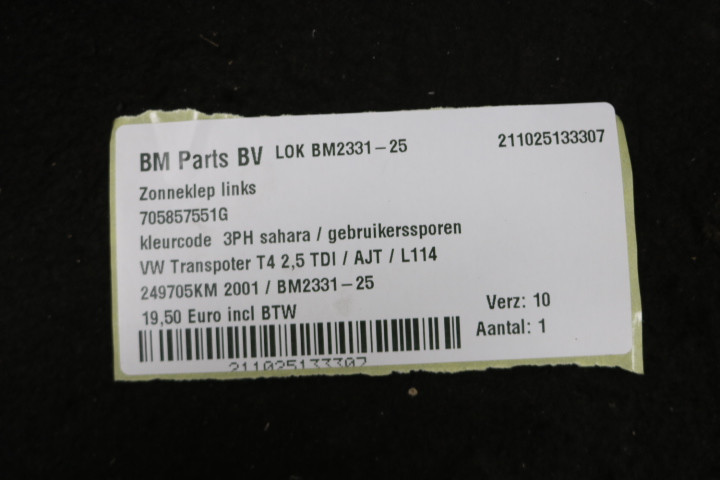 BM Parts BV LOK BM2331-25 211025133307
Zonneklep links
705857551G
kleurcode 3PH sahara / gebruikerssporen
VW Transpoter T4 2,5 TDI / AJT / L114
249705KM 2001 / BM2331-25
Verz: 10
19,50 Euro incl BTW
Aantal: 1
211025133307